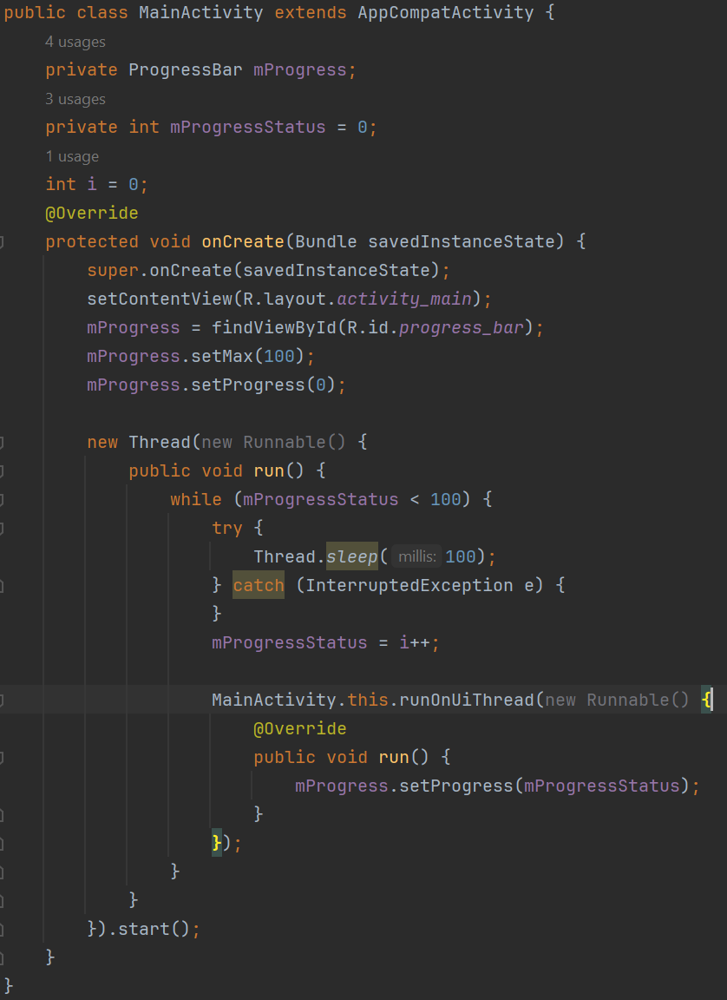 public class MainActivity extends AppCompatActivity {
4 usages
private ProgressBar mProgress;
3 usages
private int mProgressStatus = 0;
1 usage
int i = 0;
@Override
protected void onCreate(Bundle savedInstanceState) {
super.onCreate(savedInstanceState);
setContentView(R.layout.activity_main);
mProgress = findViewById(R.id.progress_bar);
mProgress.setMax(100);
mProgress.setProgress(0);
new Thread(new Runnable() {
public void run() {
while (mProgressStatus < 100) {
try {
Thread.sleep( millis: 100);
} catch (InterruptedException e) {
}
mProgressStatus = i++;
MainActivity.this.runOnUiThread(new Runnable() {
@Override
public void run() {
mProgress.setProgress(mProgressStatus);
}
});
}
}
}).start();
}
}